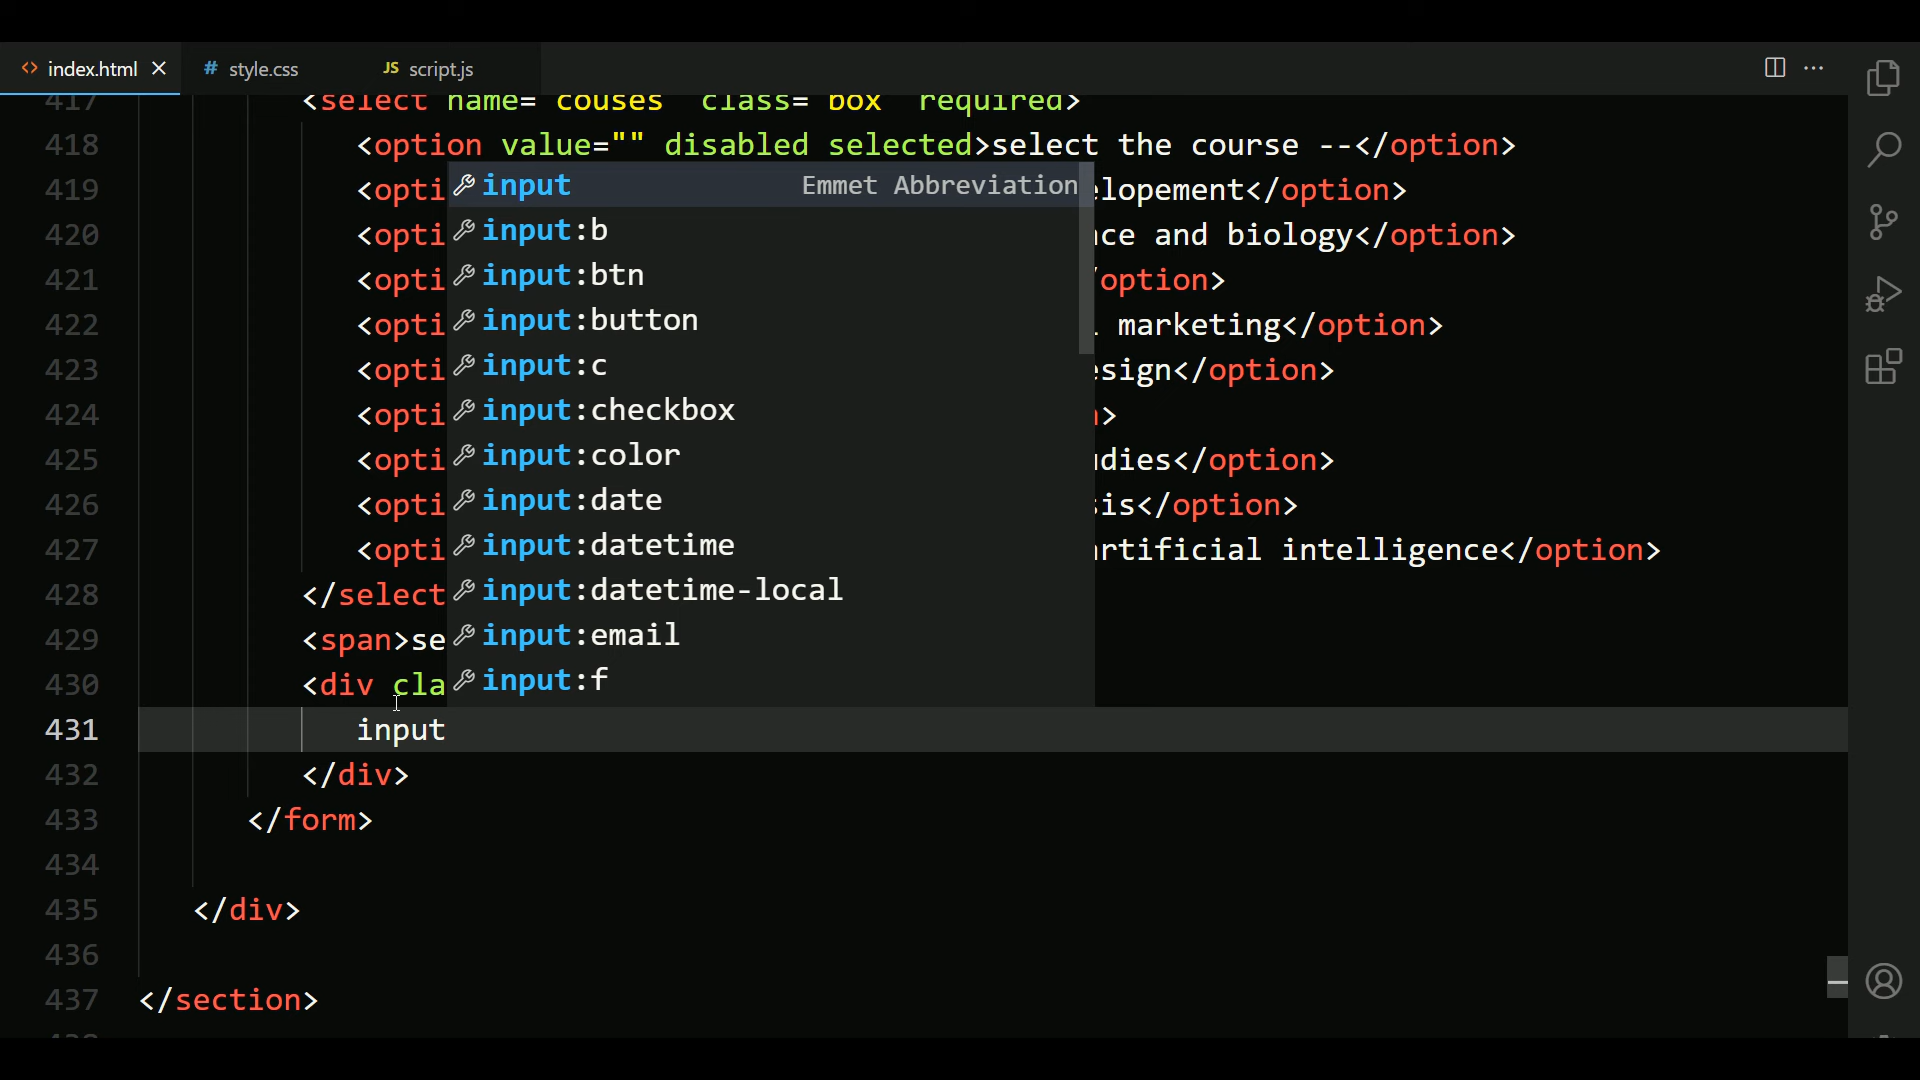 index.html
style.css
JS script.js
417 <select name= couses class= box required>
418 <option value="" disabled selected>select the course --</option>
419 <opti elopement</option>
420 <opti nce and biology</option>
421 <opti /option>
422 <opti marketing</option>
423 <opti esign</option>
424 <opti >
425 <opti dies</option>
426 <opti sis</option>
427 <opti artificial intelligence</option>
input Emmet Abbreviation
input:b
input:btn
input:button
input:c
input:checkbox
input:color
input:date
input:datetime
input:datetime-local
input:email
input:f
428 </select
429 <span>se
430 <div cla
431 input
432 </div>
433 </form>
434
435 </div>
436
437 </section>